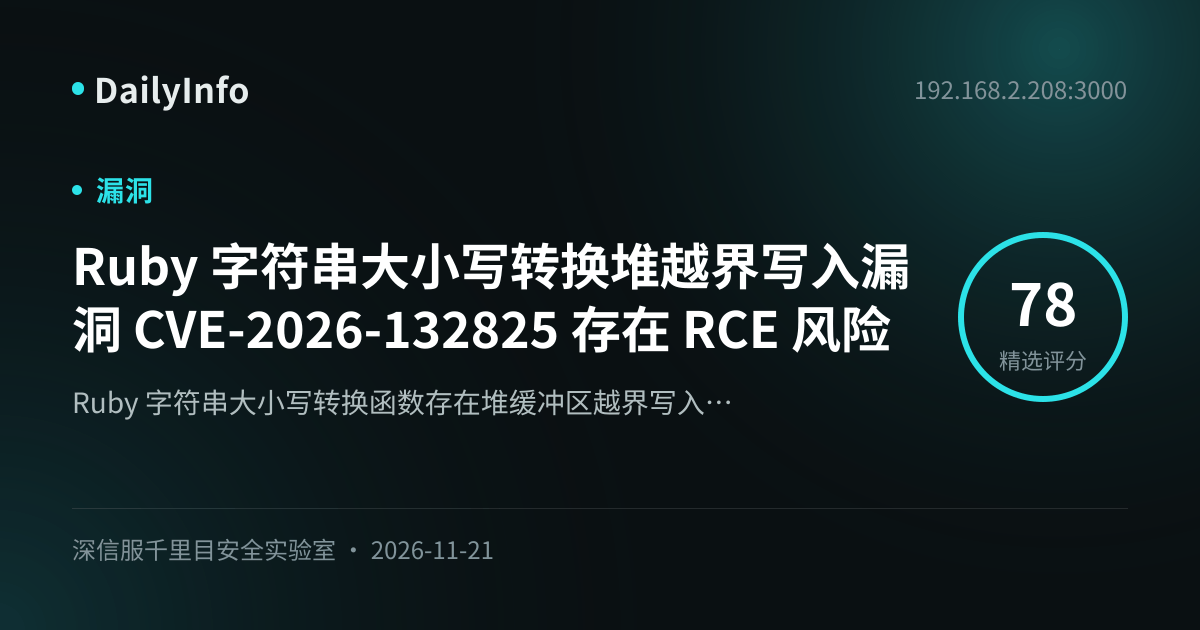 DailyInfo
192.168.2.208:3000
漏洞
Ruby 字符串大小写转换堆越界写入漏
洞 CVE-2026-132825 存在 RCE 风险
78
精选评分
Ruby 字符串大小写转换函数存在堆缓冲区越界写入…
深信服千里目安全实验室 · 2026-11-21